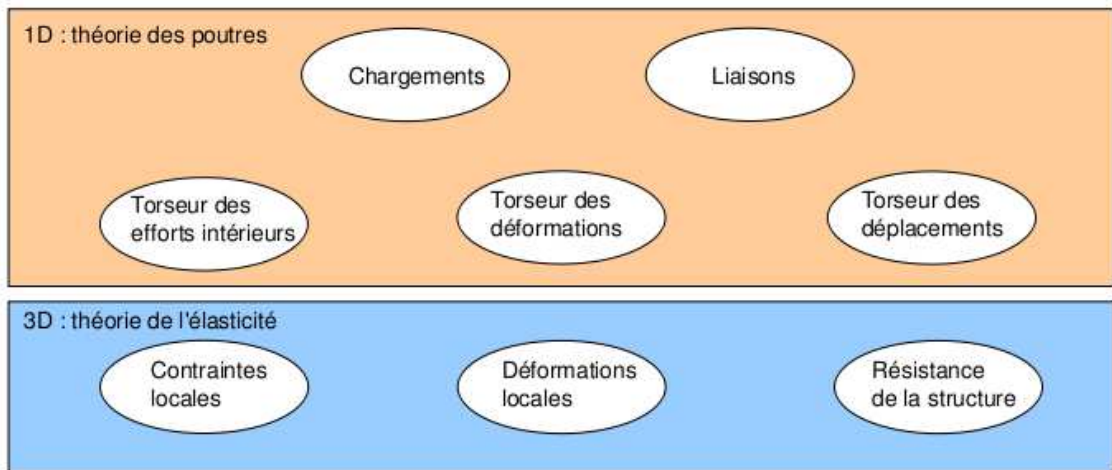 1D : théorie des poutres
Chargements
Liaisons
Torseur des
efforts intérieurs
Torseur des
déformations
Torseur des
déplacements
3D : théorie de l'élasticité
Contraintes
locales
Déformations
locales
Résistance
de la structure